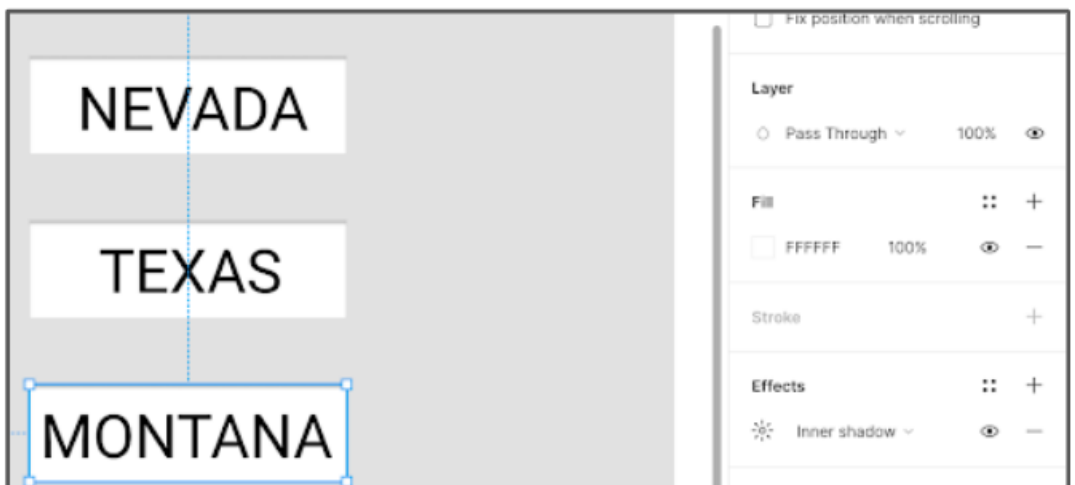 NEVADA
TEXAS
MONTANA
Fix position when scrolling
Layer
Pass Through 100%
Fill
FFFFFF 100%
Stroke
Effects
Inner shadow